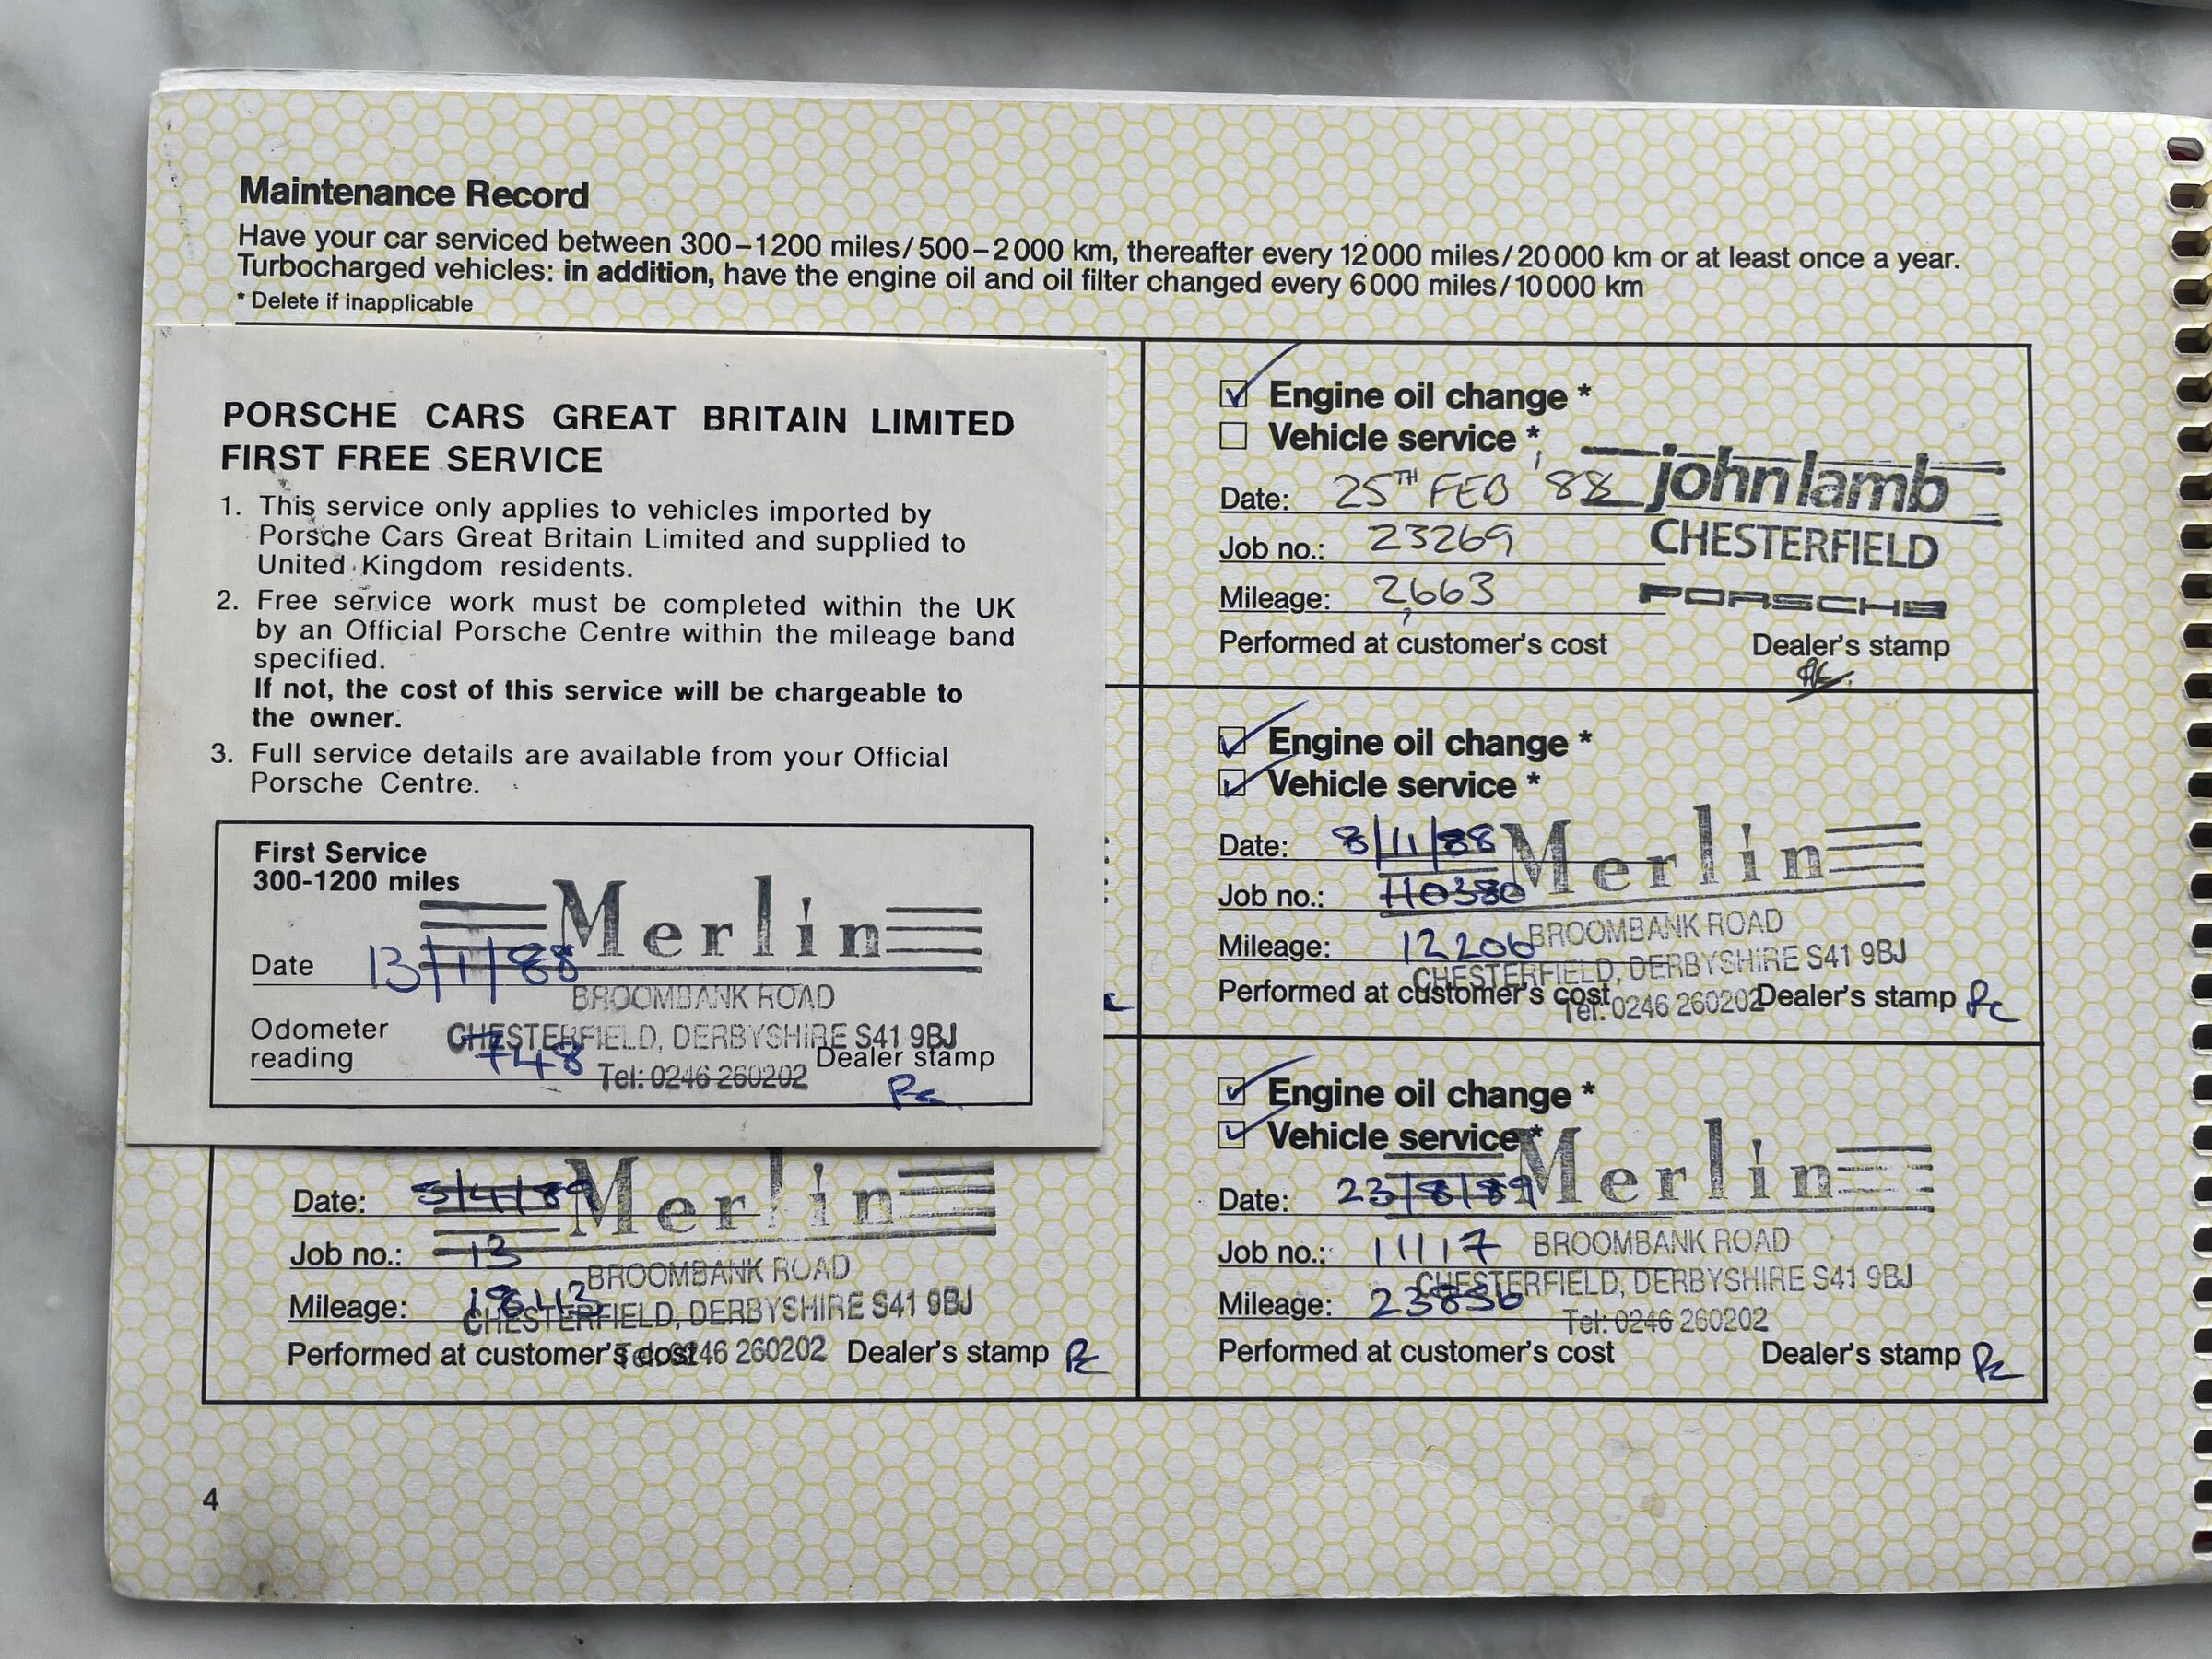 Maintenance Record
Have your car serviced between 300–1200 miles/500–2000 km, thereafter every 12000 miles/20000 km or at least once a year.
Turbocharged vehicles: in addition, have the engine oil and oil filter changed every 6000 miles/10000 km
* Delete if inapplicable
PORSCHE CARS GREAT BRITAIN LIMITED
FIRST FREE SERVICE
1. This service only applies to vehicles imported by
Porsche Cars Great Britain Limited and supplied to
United Kingdom residents.
2. Free service work must be completed within the UK
by an Official Porsche Centre within the mileage band
specified.
If not, the cost of this service will be chargeable to
the owner.
3. Full service details are available from your Official
Porsche Centre.
First Service
300-1200 miles
Merlin
Date 13/1/88
BROOMBANK ROAD
Odometer
reading 748
CHESTERFIELD, DERBYSHIRE S41 9BJ
Dealer stamp
Tel: 0246 260202
Engine oil change *
Vehicle service *
john lamb
Date: 25TH FEB '88
CHESTERFIELD
Job no.: 23269
Mileage: 2,663
PORSCHE
Performed at customer's cost Dealer's stamp
Engine oil change *
Vehicle service *
Merlin
Date: 8/11/88
Job no.: H0380
BROOMBANK ROAD
Mileage: 12206
CHESTERFIELD, DERBYSHIRE S41 9BJ
Performed at customer's cost Dealer's stamp
Tel: 0246 260202
Date: 5/4/89
Merlin
Job no.: 13
BROOMBANK ROAD
Mileage: 18113
CHESTERFIELD, DERBYSHIRE S41 9BJ
Performed at customer's cost Dealer's stamp
Tel: 0246 260202
Engine oil change *
Vehicle service *
Merlin
Date: 23/8/89
Job no.: 11117
BROOMBANK ROAD
CHESTERFIELD, DERBYSHIRE S41 9BJ
Mileage: 23856
Tel: 0246 260202
Performed at customer's cost Dealer's stamp
4